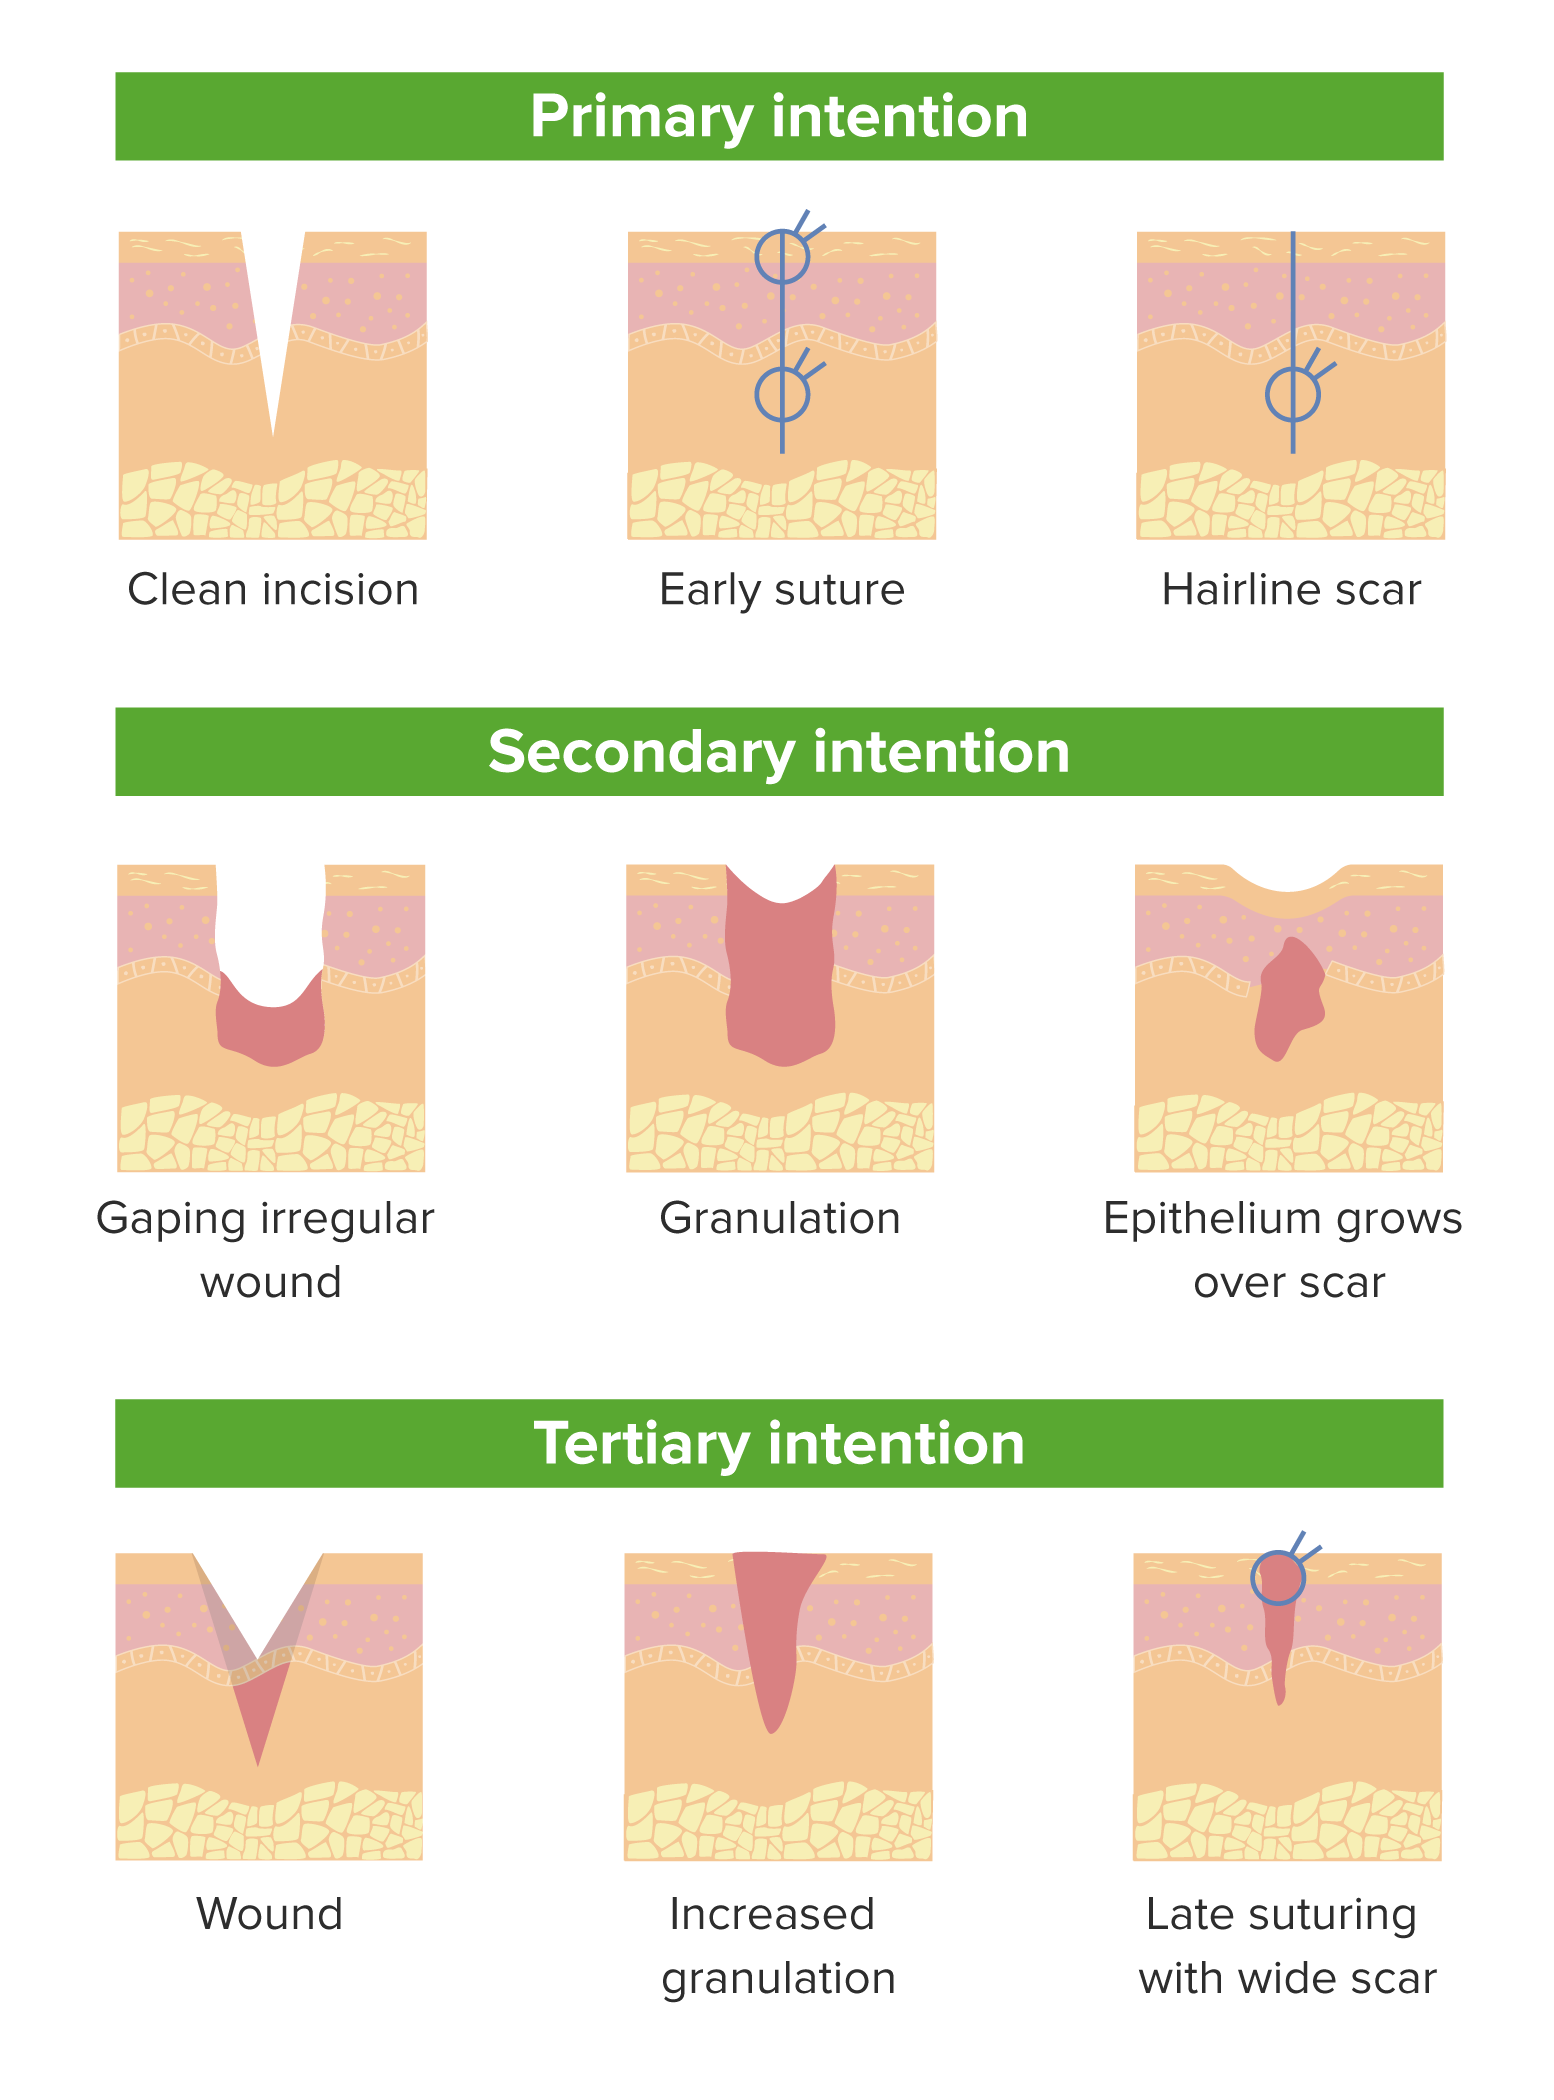 Primary intention
Clean incision
Early suture
Hairline scar
Secondary intention
Gaping irregular
wound
Granulation
Epithelium grows
over scar
Tertiary intention
Wound
Increased
granulation
Late suturing
with wide scar